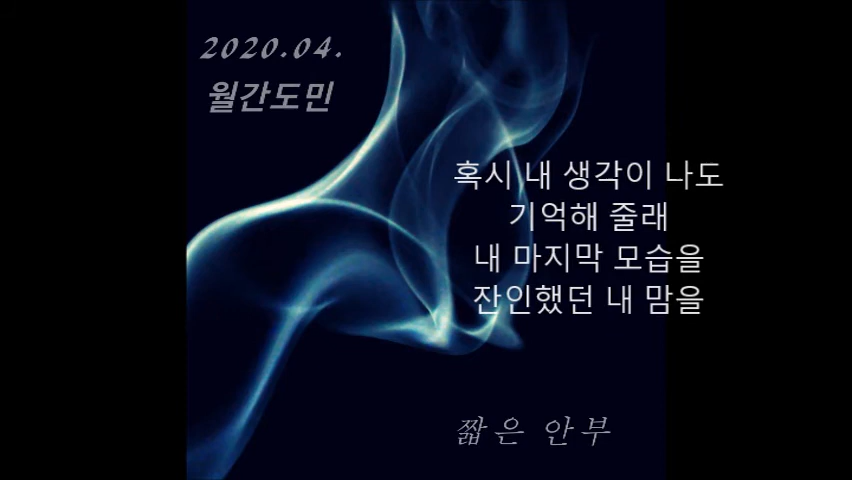 2020.04.
월간도민
혹시 내 생각이 나도
기억해 줄래
내 마지막 모습을
잔인했던 내 맘을
짧은 안부